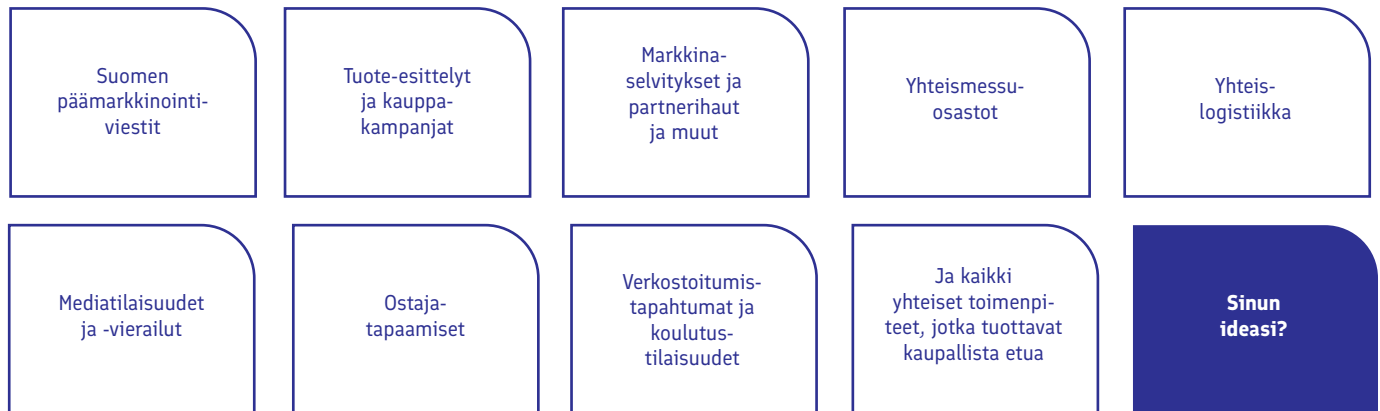 Suomen
päämarkkinointi-
viestit
Tuote-esittelyt
ja kauppa-
kampanjat
Markkina-
selvitykset ja
partnerihaut
ja muut
Yhteismessu-
osastot
Yhteis-
logistiikka
Mediatilaisuudet
ja -vierailut
Ostaja-
tapaamiset
Verkostoitumis-
tapahtumat ja
koulutus-
tilaisuudet
Ja kaikki
yhteiset toimenpi-
teet, jotka tuottavat
kaupallista etua
Sinun
ideasi?